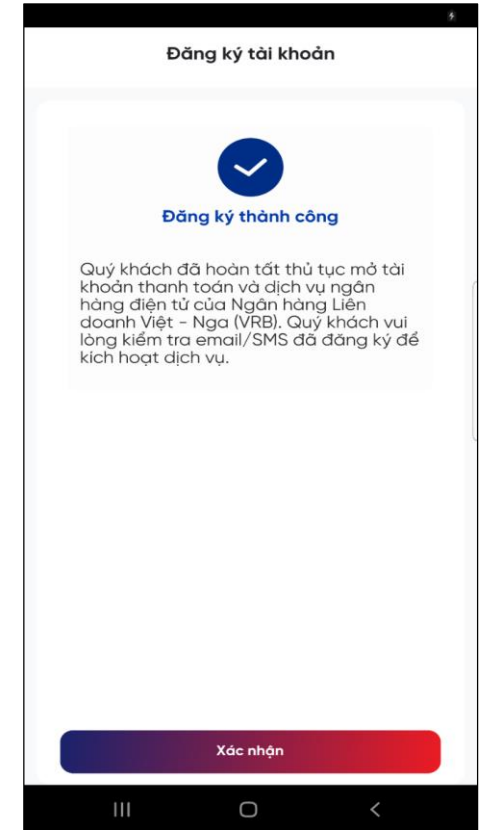 Đăng ký tài khoản
Đăng ký thành công
Quý khách đã hoàn tất thủ tục mở tài
khoản thanh toán và dịch vụ ngân
hàng điện tử của Ngân hàng Liên
doanh Việt - Nga (VRB). Quý khách vui
lòng kiểm tra email/SMS đã đăng ký để
kích hoạt dịch vụ.
Xác nhận